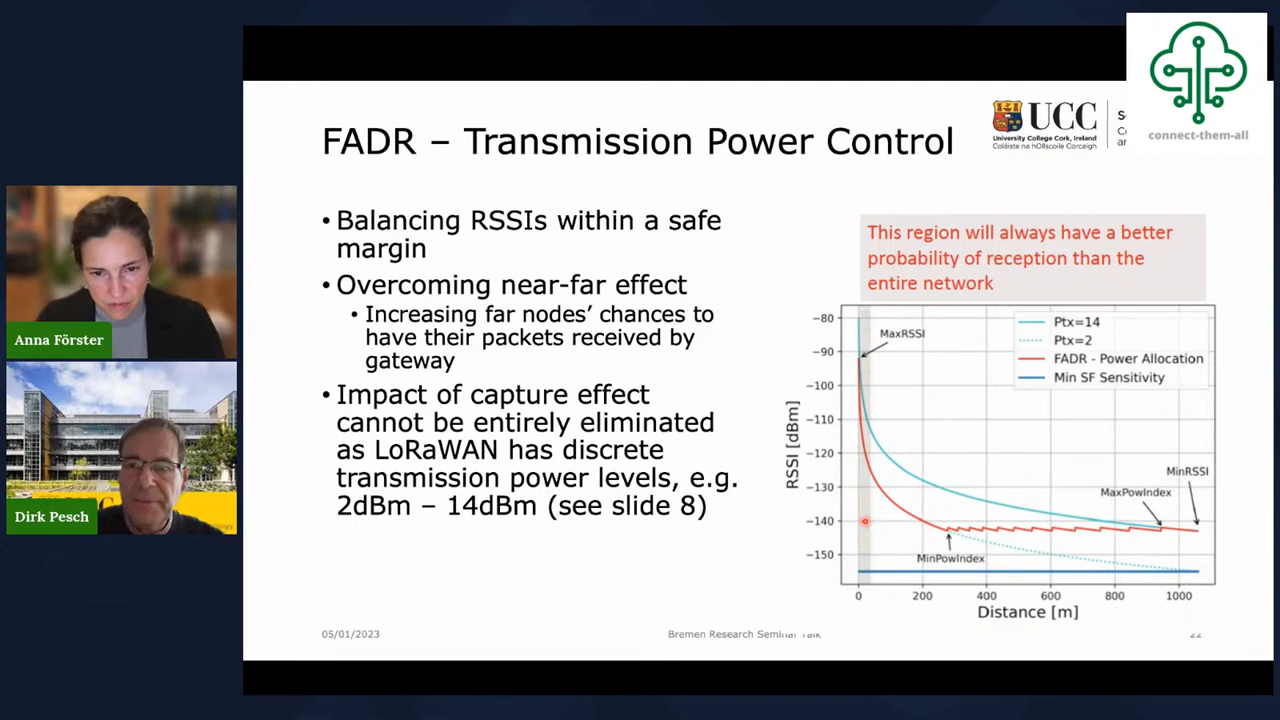 FADR – Transmission Power Control
UCC
University College Cork, Ireland
Coláiste na hOllscoile Corcaigh
connect-them-all
• Balancing RSSIs within a safe
margin
• Overcoming near-far effect
• Increasing far nodes’ chances to
have their packets received by
gateway
• Impact of capture effect
cannot be entirely eliminated
as LoRaWAN has discrete
transmission power levels, e.g.
2dBm – 14dBm (see slide 8)
This region will always have a better
probability of reception than the
entire network
Ptx=14
Ptx=2
FADR - Power Allocation
Min SF Sensitivity
MaxRSSI
MinRSSI
MaxPowIndex
MinPowIndex
RSSI [dBm]
−80
−90
−100
−110
−120
−130
−140
−150
0 200 400 600 800 1000
Distance [m]
Anna Förster
Dirk Pesch
05/01/2023
Bremen Research Seminar Talk
22